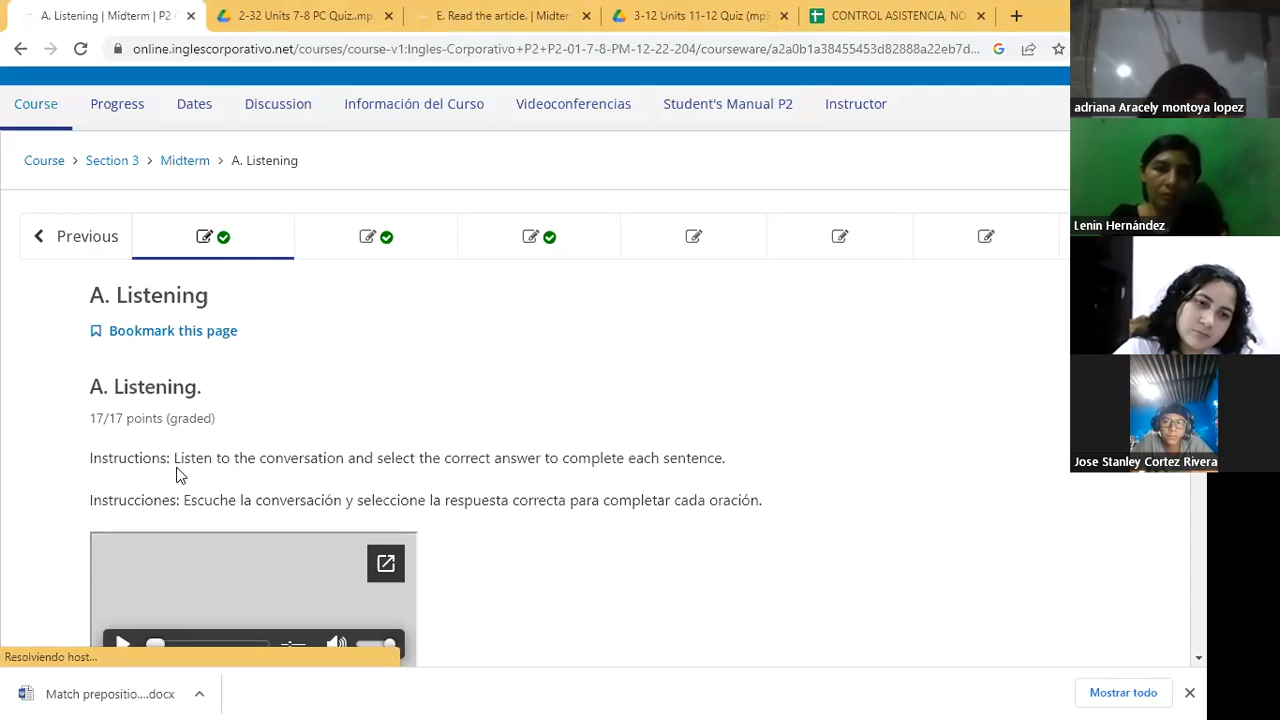 A. Listening | Midterm | P2 A
2-32 Units 7-8 PC Quiz..mp
E. Read the article. | Midter
3-12 Units 11-12 Quiz (mp3
CONTROL ASISTENCIA, NO
online.inglescorporativo.net/courses/course-v1:Ingles-Corporativo+P2+P2-01-7-8-PM-12-22-204/courseware/a2a0b1a38455453d82888a22eb7d...
Course
Progress
Dates
Discussion
Información del Curso
Videoconferencias
Student's Manual P2
Instructor
Course > Section 3 > Midterm > A. Listening
Previous
A. Listening
Bookmark this page
A. Listening.
17/17 points (graded)
Instructions: Listen to the conversation and select the correct answer to complete each sentence.
Instrucciones: Escuche la conversación y seleccione la respuesta correcta para completar cada oración.
Resolviendo host...
Match prepositio....docx
Mostrar todo
adriana Aracely montoya lopez
Lenin Hernández
Jose Stanley Cortez Rivera